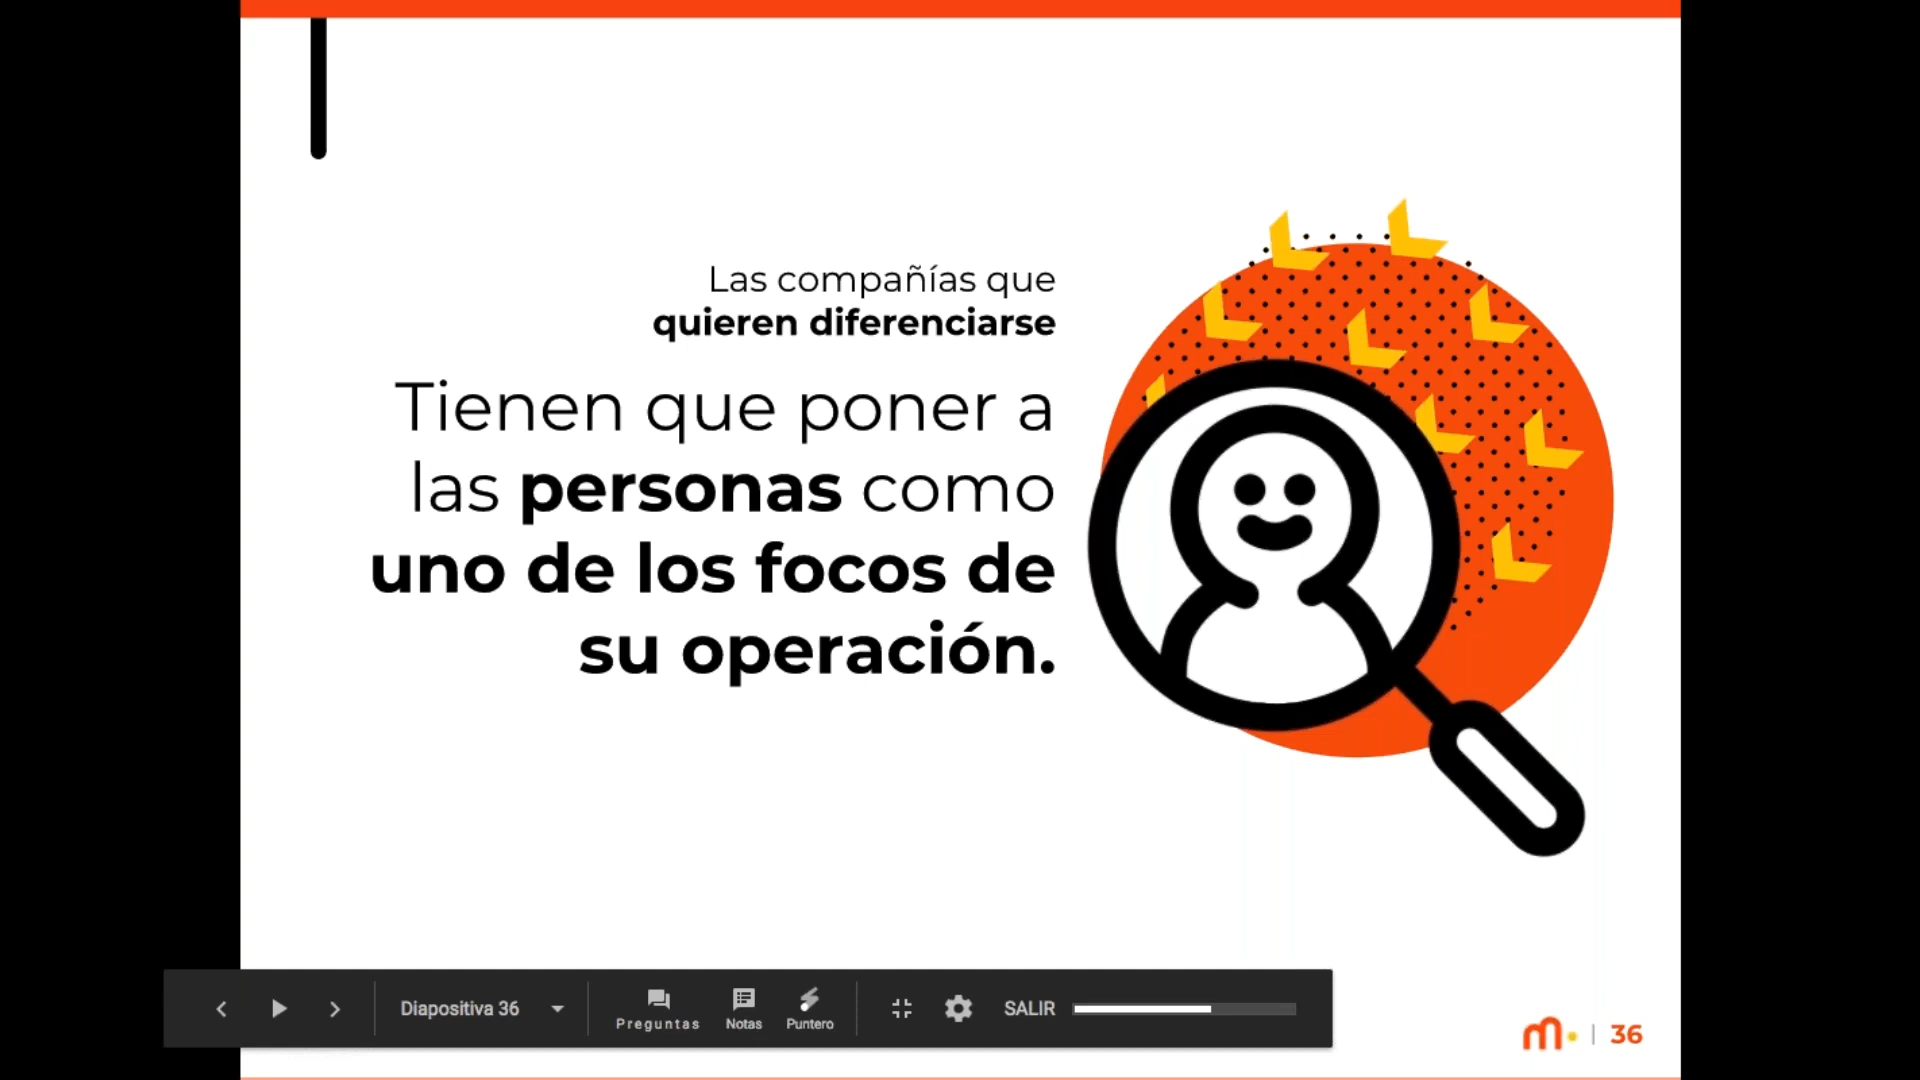 Las compañías que
quieren diferenciarse
Tienen que poner a
las personas como
uno de los focos de
su operación.
Diapositiva 36
Preguntas
Notas
Puntero
SALIR
m. | 36